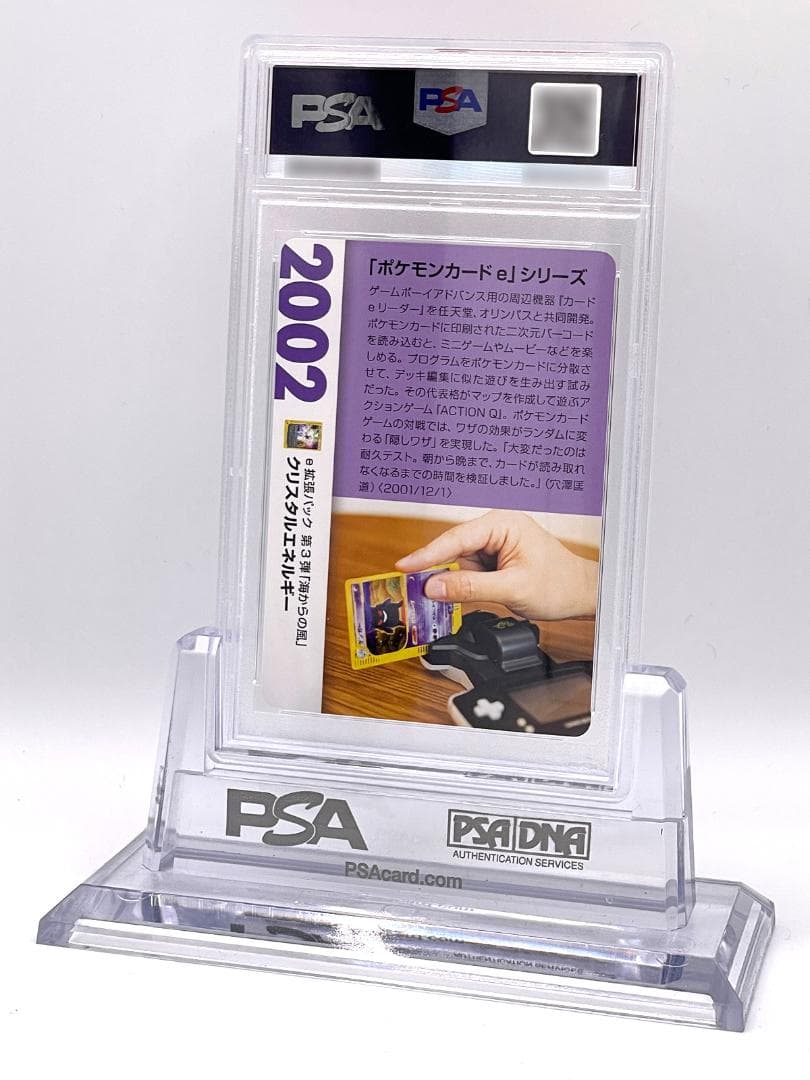 PSA
PSA
2002
e 拡張パック 第3弾「海からの風」
クリスタルエネルギー
「ポケモンカード e」シリーズ
ゲームボーイアドバンス用の周辺機器『カード
e リーダー』を任天堂、オリンパスと共同開発。
ポケモンカードに印刷された二次元バーコード
を読み込むと、ミニゲームやムービーなどを楽
しめる。プログラムをポケモンカードに分散さ
せて、デッキ編集に似た遊びを生み出す試み
だった。その代表格がマップを作成して遊ぶア
クションゲーム『ACTION Q』。ポケモンカード
ゲームの対戦では、ワザの効果がランダムに変
わる「隠しワザ」を実現した。「大変だったのは
耐久テスト。朝から晩まで、カードが読み取れ
なくなるまでの時間を検証しました。」（穴澤匡
道）〈2001/12/1〉
PSA
PSA DNA
AUTHENTICATION SERVICES
PSAcard.com